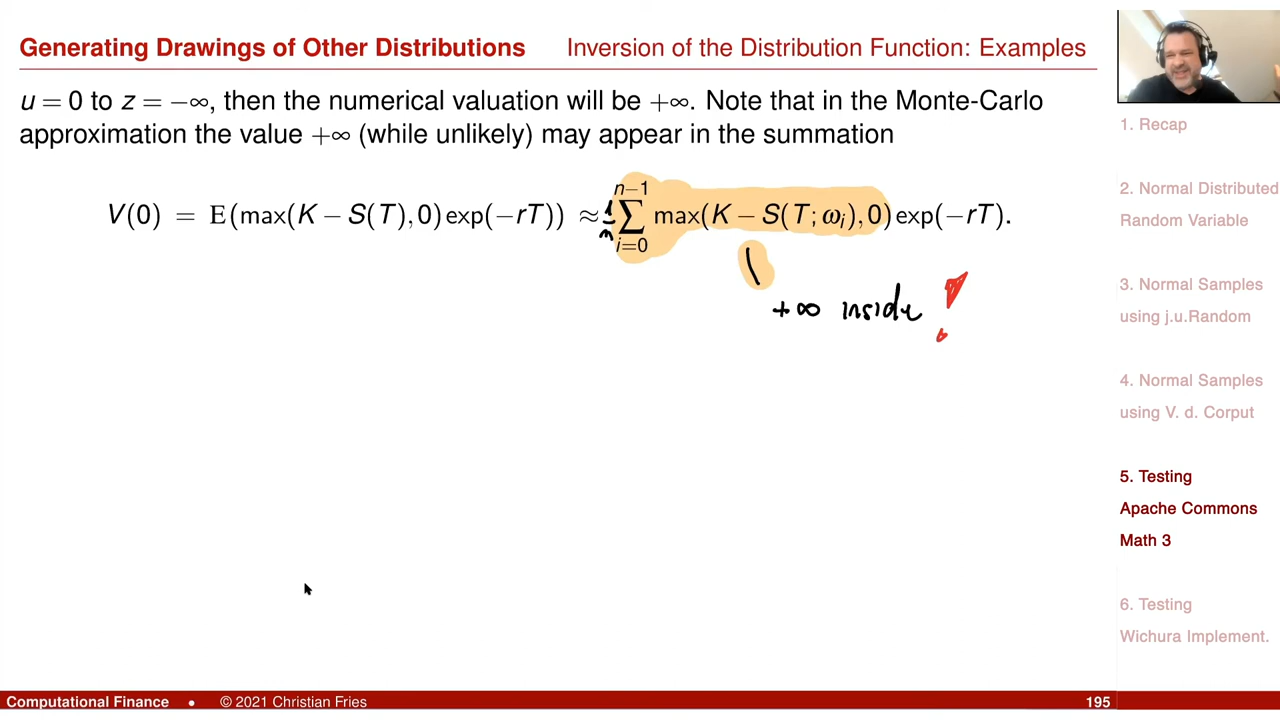 Generating Drawings of Other Distributions Inversion of the Distribution Function: Examples
u = 0 to z = −∞, then the numerical valuation will be +∞. Note that in the Monte-Carlo
approximation the value +∞ (while unlikely) may appear in the summation
V(0) = E(max(K − S(T), 0) exp(−rT)) ≈ 1/n ∑_{i=0}^{n−1} max(K − S(T; ω_i), 0) exp(−rT).
+∞ inside !
1. Recap
2. Normal Distributed
Random Variable
3. Normal Samples
using j.u.Random
4. Normal Samples
using V. d. Corput
5. Testing
Apache Commons
Math 3
6. Testing
Wichura Implement.
Computational Finance • © 2021 Christian Fries 195